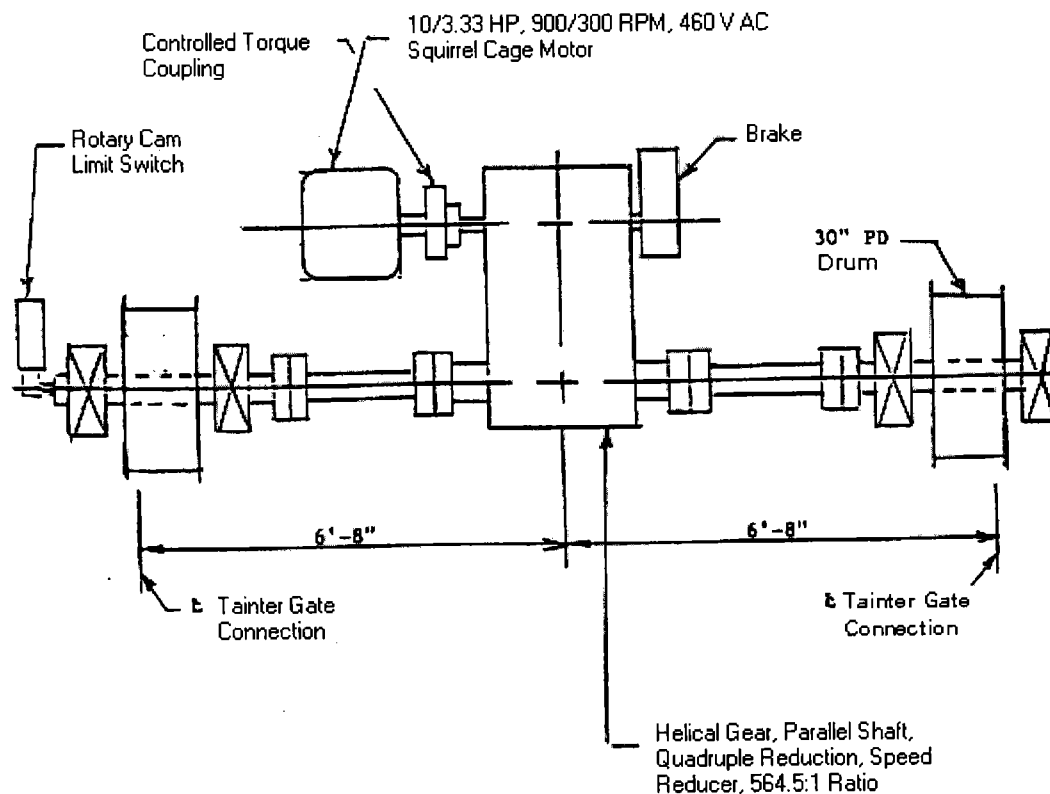 10/3.33 HP, 900/300 RPM, 460 V AC
Squirrel Cage Motor
Controlled Torque
Coupling
Rotary Cam
Limit Switch
Brake
30" PD
Drum
6'-8"
6'-8"
℄ Tainter Gate
Connection
℄ Tainter Gate
Connection
Helical Gear, Parallel Shaft,
Quadruple Reduction, Speed
Reducer, 564.5:1 Ratio